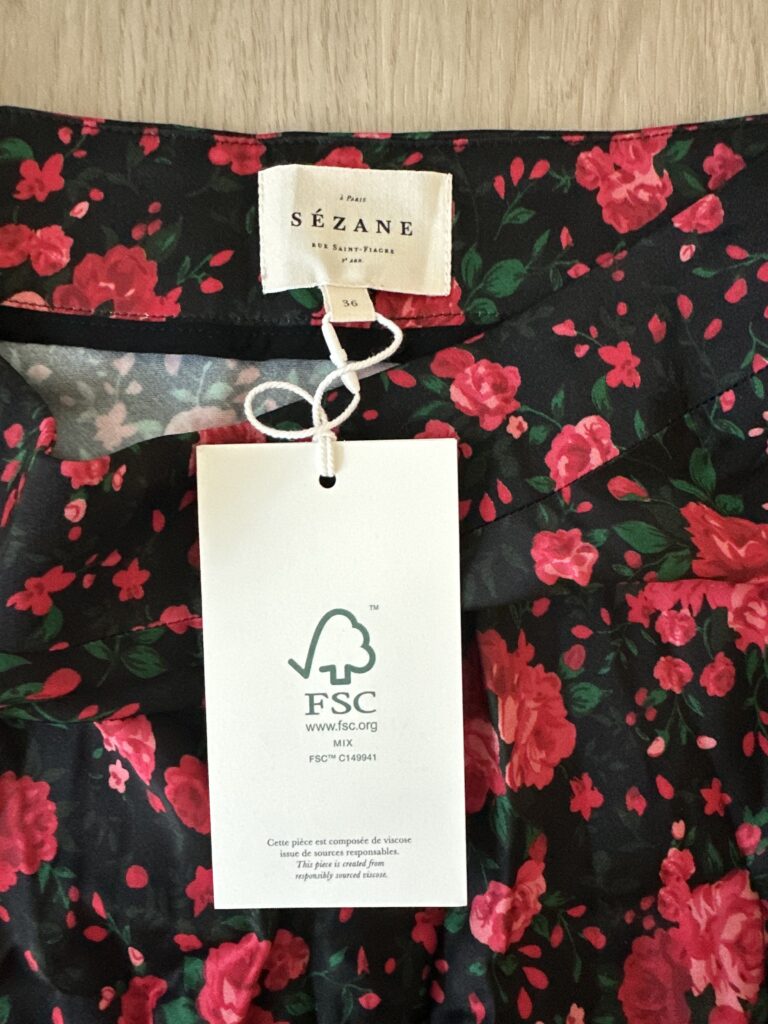 à Paris
SÉZANE
RUE SAINT-FIACRE
2e ARR.
36
TM
FSC
www.fsc.org
MIX
FSC™ C149941
Cette pièce est composée de viscose
issue de sources responsables.
This piece is created from
responsibly sourced viscose.